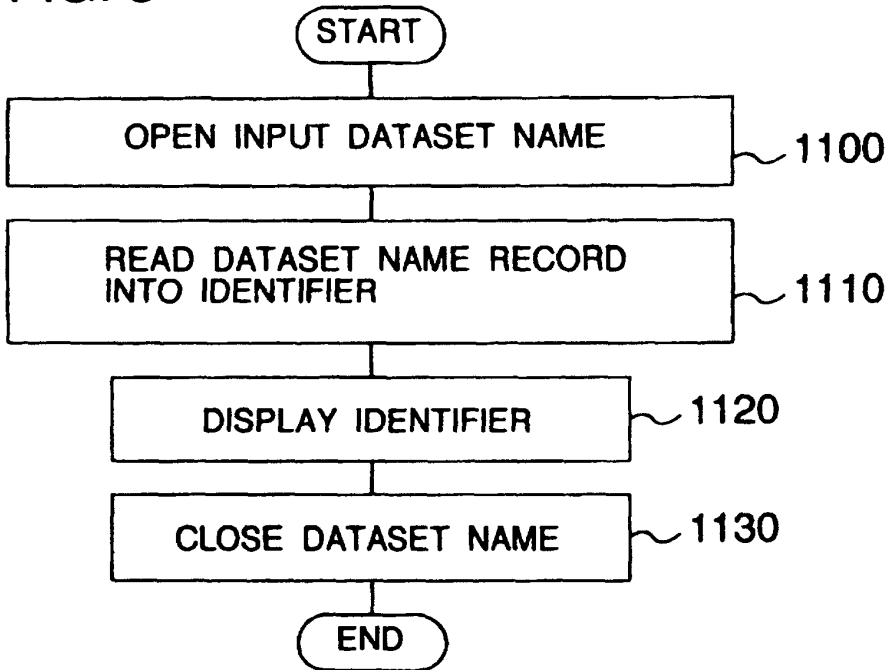 START
OPEN INPUT DATASET NAME
1100
READ DATASET NAME RECORD
INTO IDENTIFIER
1110
DISPLAY IDENTIFIER
1120
CLOSE DATASET NAME
1130
END